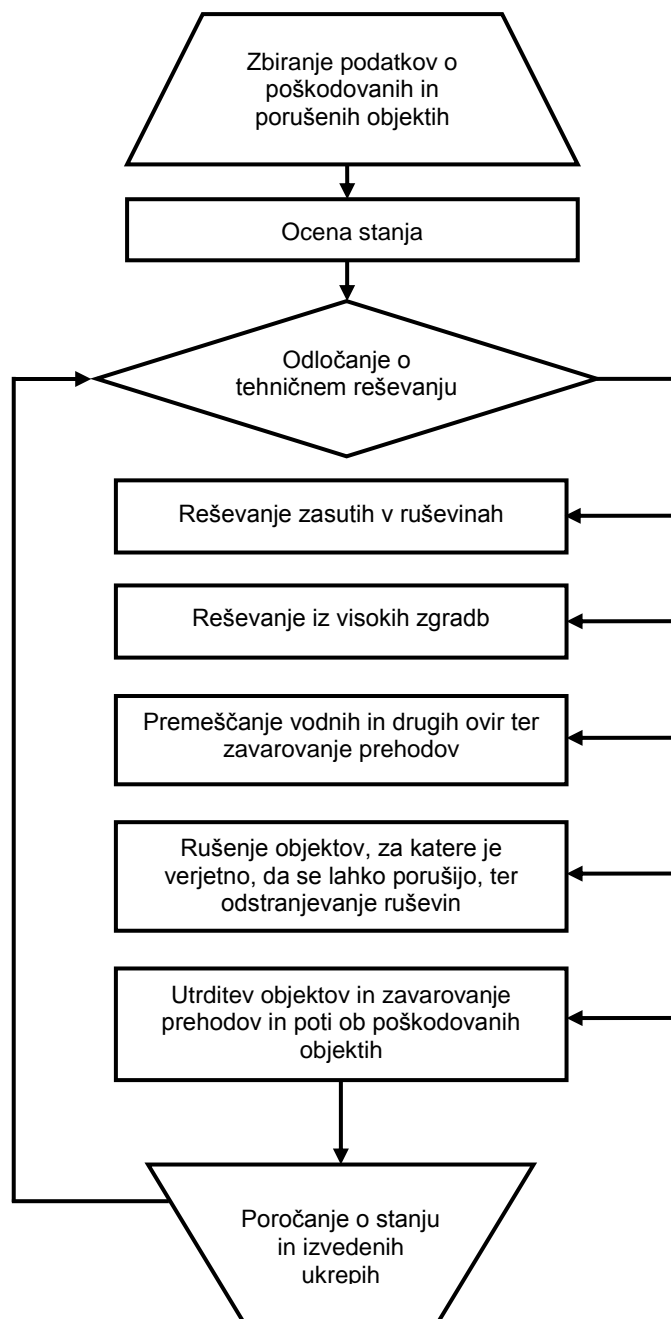 Zbiranje podatkov o
poškodovanih in
porušenih objektih
Ocena stanja
Odločanje o
tehničnem reševanju
Reševanje zasutih v ruševinah
Reševanje iz visokih zgradb
Premeščanje vodnih in drugih ovir ter
zavarovanje prehodov
Rušenje objektov, za katere je
verjetno, da se lahko porušijo, ter
odstranjevanje ruševin
Utrditev objektov in zavarovanje
prehodov in poti ob poškodovanih
objektih
Poročanje o stanju
in izvedenih
ukrepih